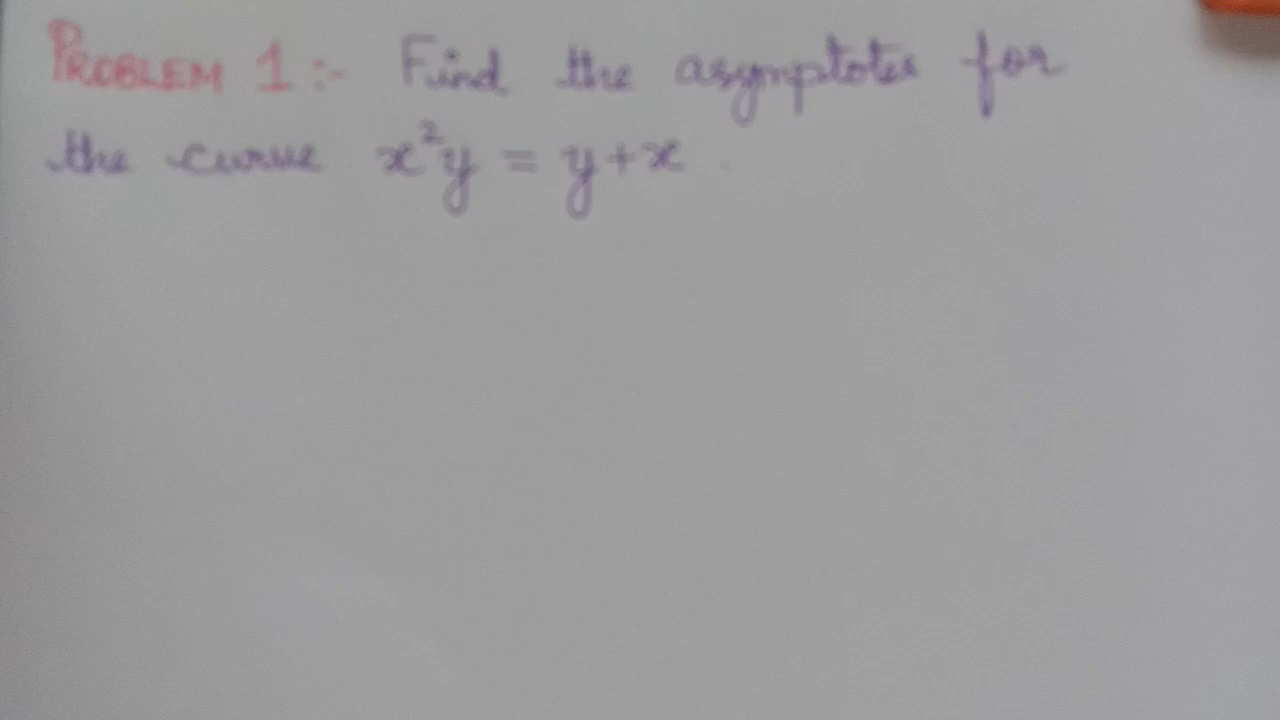 PROBLEM 1:- Find the asymptotes for
the curve x²y = y+x.